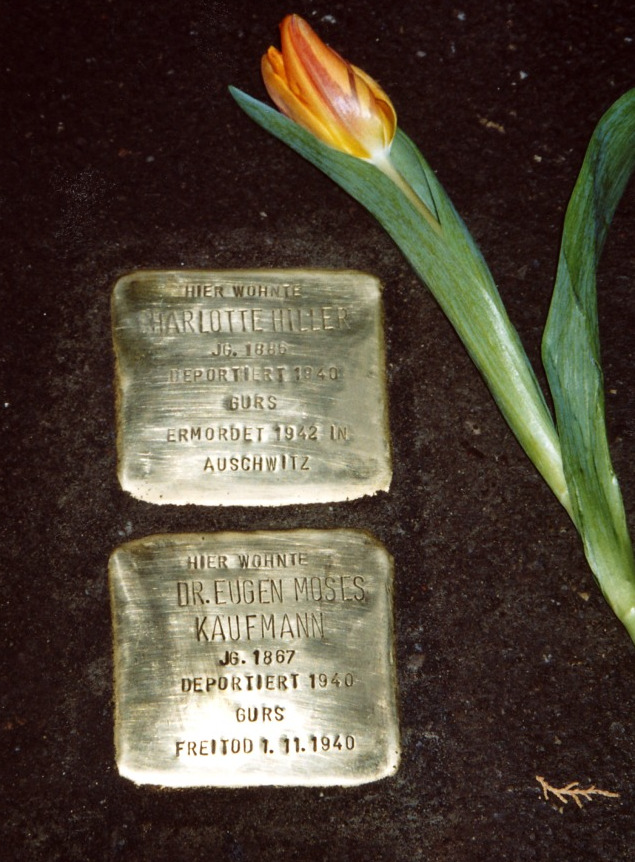 HIER WOHNTE
CHARLOTTE HILLER
JG. 1886
DEPORTIERT 1940
GURS
ERMORDET 1942 IN
AUSCHWITZ
HIER WOHNTE
DR. EUGEN MOSES
KAUFMANN
JG. 1867
DEPORTIERT 1940
GURS
FREITOD 1. 11. 1940